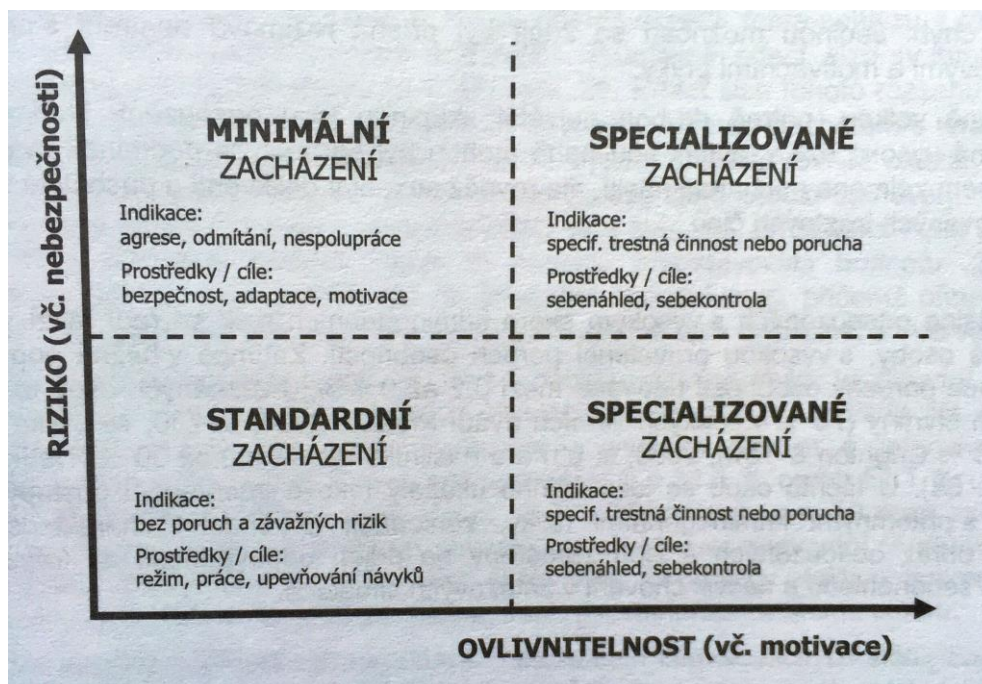 RIZIKO (vč. nebezpečnosti)
MINIMÁLNÍ
ZACHÁZENÍ
Indikace:
agrese, odmítání, nespolupráce
Prostředky / cíle:
bezpečnost, adaptace, motivace
SPECIALIZOVANÉ
ZACHÁZENÍ
Indikace:
specif. trestná činnost nebo porucha
Prostředky / cíle:
sebenáhled, sebekontrola
STANDARDNÍ
ZACHÁZENÍ
Indikace:
bez poruch a závažných rizik
Prostředky / cíle:
režim, práce, upevňování návyků
SPECIALIZOVANÉ
ZACHÁZENÍ
Indikace:
specif. trestná činnost nebo porucha
Prostředky / cíle:
sebenáhled, sebekontrola
OVLIVNITELNOST (vč. motivace)